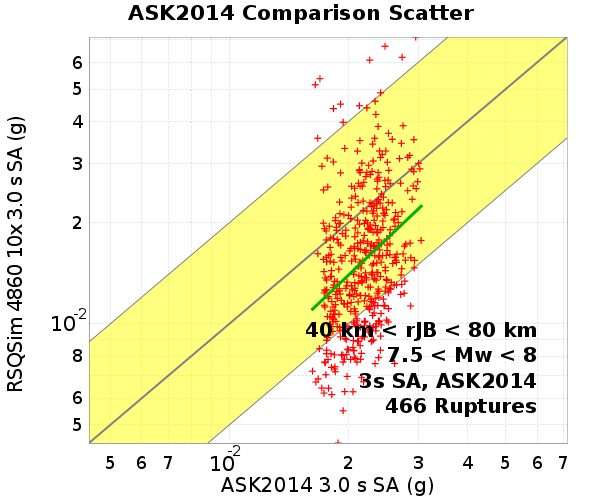 ASK2014 Comparison Scatter
RSQSim 4860 10x 3.0 s SA (g)
6
5
4
3
2
10-2
8
7
6
5
40 km < rJB < 80 km
7.5 < Mw < 8
3s SA, ASK2014
466 Ruptures
5 6 7 10-2 2 3 4 5 6 7
ASK2014 3.0 s SA (g)